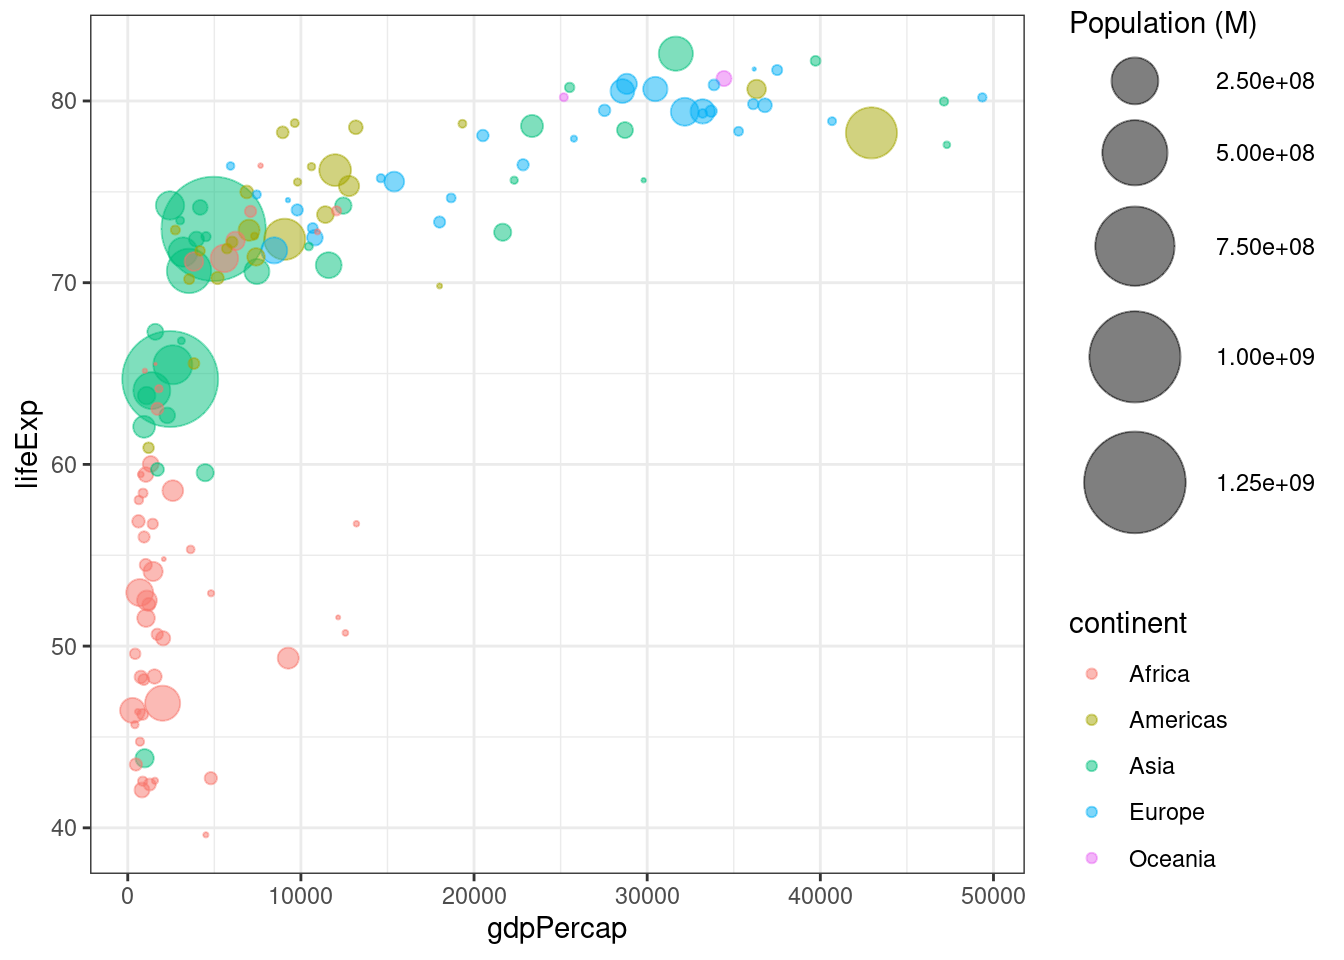 80
70
60
50
40
lifeExp
0
10000
20000
30000
40000
50000
gdpPercap
Population (M)
2.50e+08
5.00e+08
7.50e+08
1.00e+09
1.25e+09
continent
Africa
Americas
Asia
Europe
Oceania